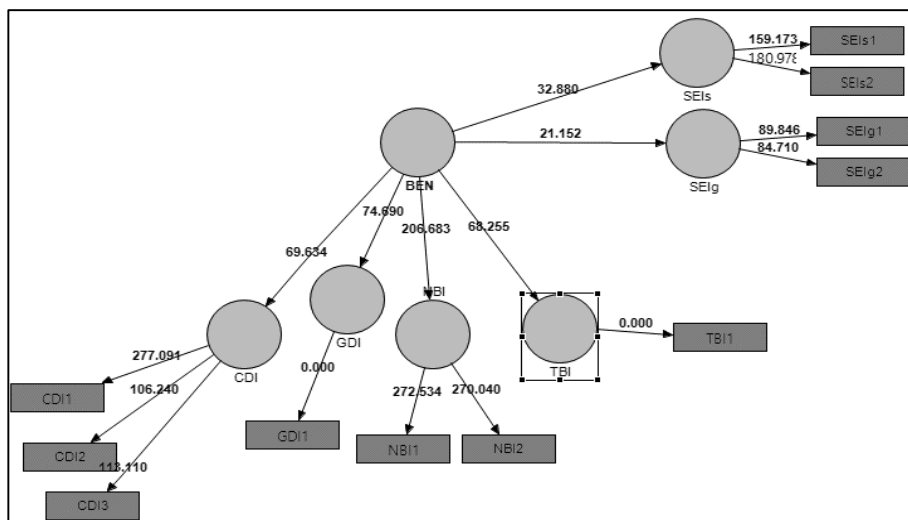 159.173
SEIs1
180.978
SEIs2
SEIs
32.880
89.846
SEIg1
21.152
84.710
SEIg2
SEIg
BEN
74.690
206.683
68.255
69.634
NBI
GDI
0.000
TBI1
TBI
277.091
CDI
0.000
CDI1
106.240
272.534
270.040
GDI1
CDI2
113.110
NBI1
NBI2
CDI3